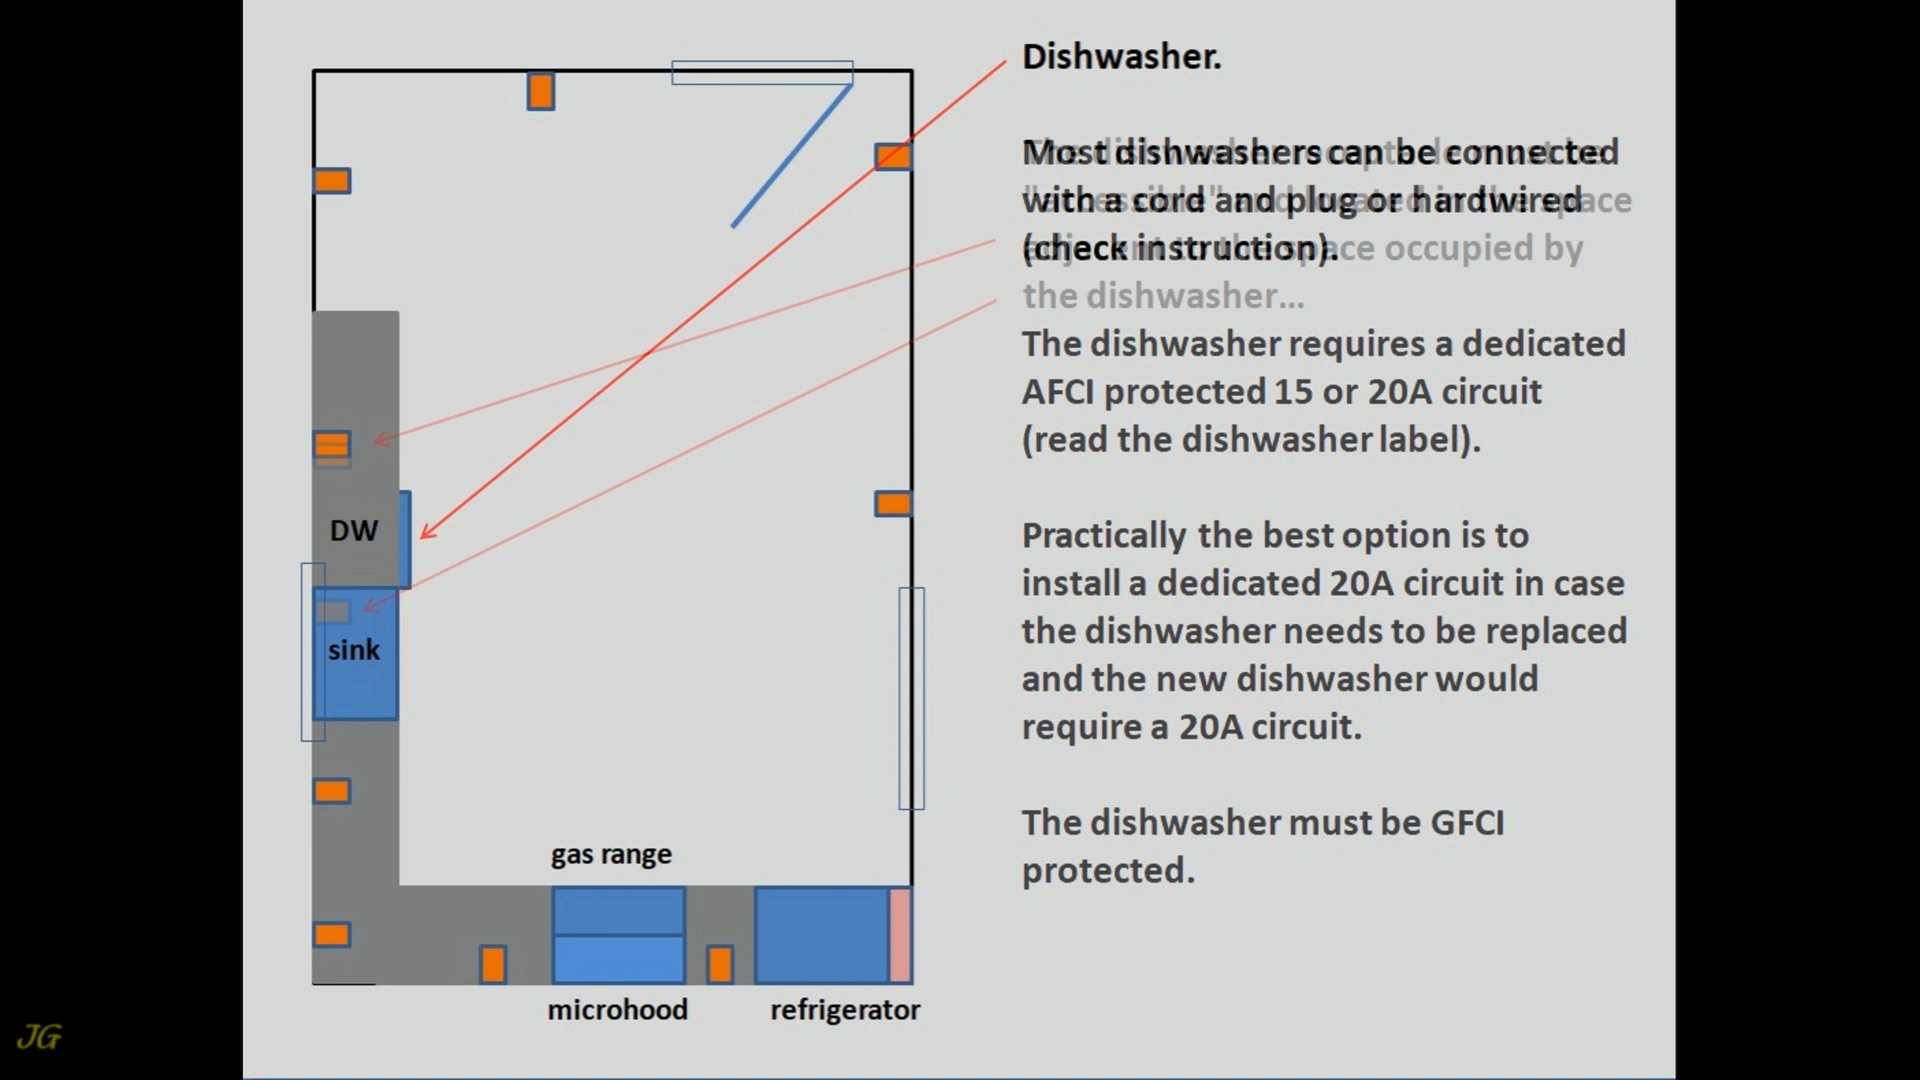 Dishwasher.
Most dishwashers can be connected
with a cord and plug or hardwired
(check instruction).
space occupied by
the dishwasher...
The dishwasher requires a dedicated
AFCI protected 15 or 20A circuit
(read the dishwasher label).
Practically the best option is to
install a dedicated 20A circuit in case
the dishwasher needs to be replaced
and the new dishwasher would
require a 20A circuit.
The dishwasher must be GFCI
protected.
DW
sink
gas range
microhood
refrigerator
JG